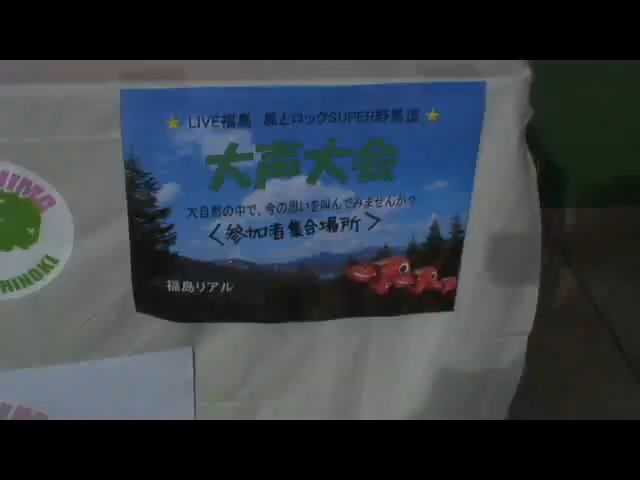 ★ LIVE福島 風とロックSUPER野馬追 ★
大声大会
大自然の中で、今の思いを叫んでみませんか?
<参加者集合場所>
福島リアル